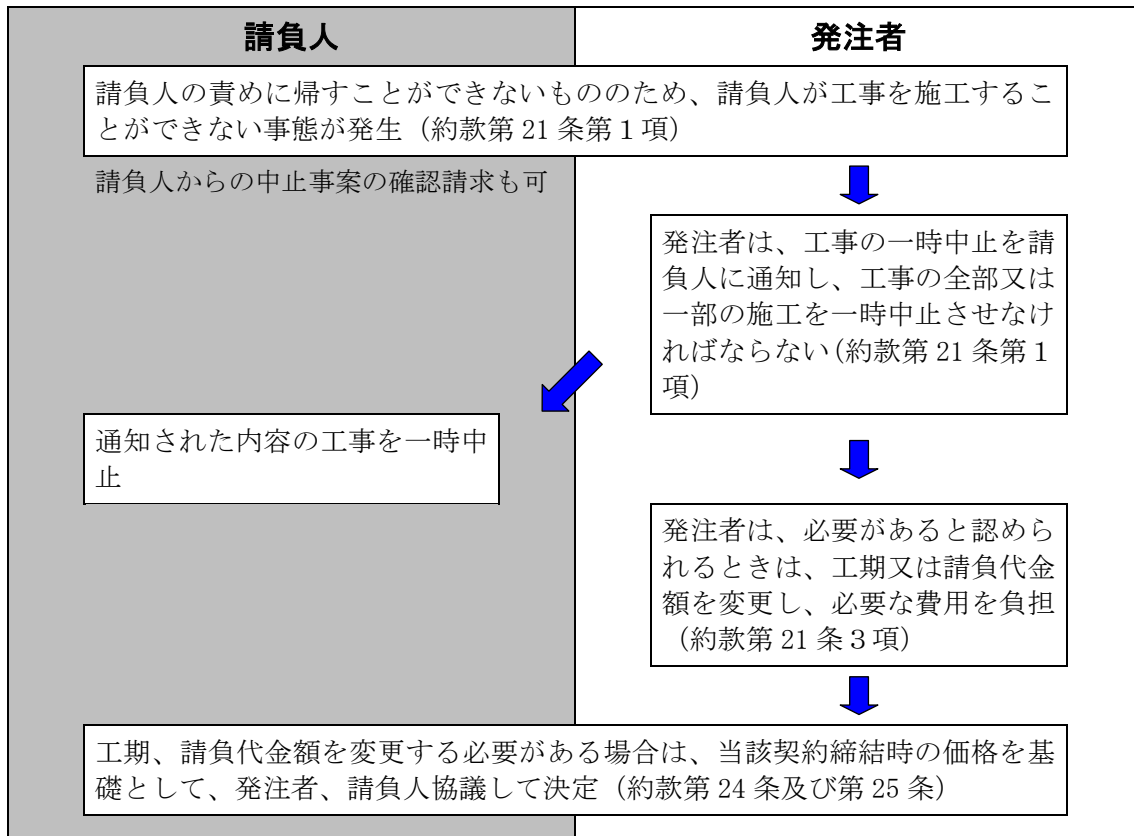 請負人
発注者
請負人の責めに帰すことができないもののため、請負人が工事を施工するこ
とができない事態が発生（約款第 21 条第１項）
請負人からの中止事案の確認請求も可
発注者は、工事の一時中止を請
負人に通知し、工事の全部又は
一部の施工を一時中止させなけ
ればならない（約款第 21 条第１
項）
通知された内容の工事を一時中
止
発注者は、必要があると認めら
れるときは、工期又は請負代金
額を変更し、必要な費用を負担
（約款第 21 条３項）
工期、請負代金額を変更する必要がある場合は、当該契約締結時の価格を基
礎として、発注者、請負人協議して決定（約款第 24 条及び第 25 条）